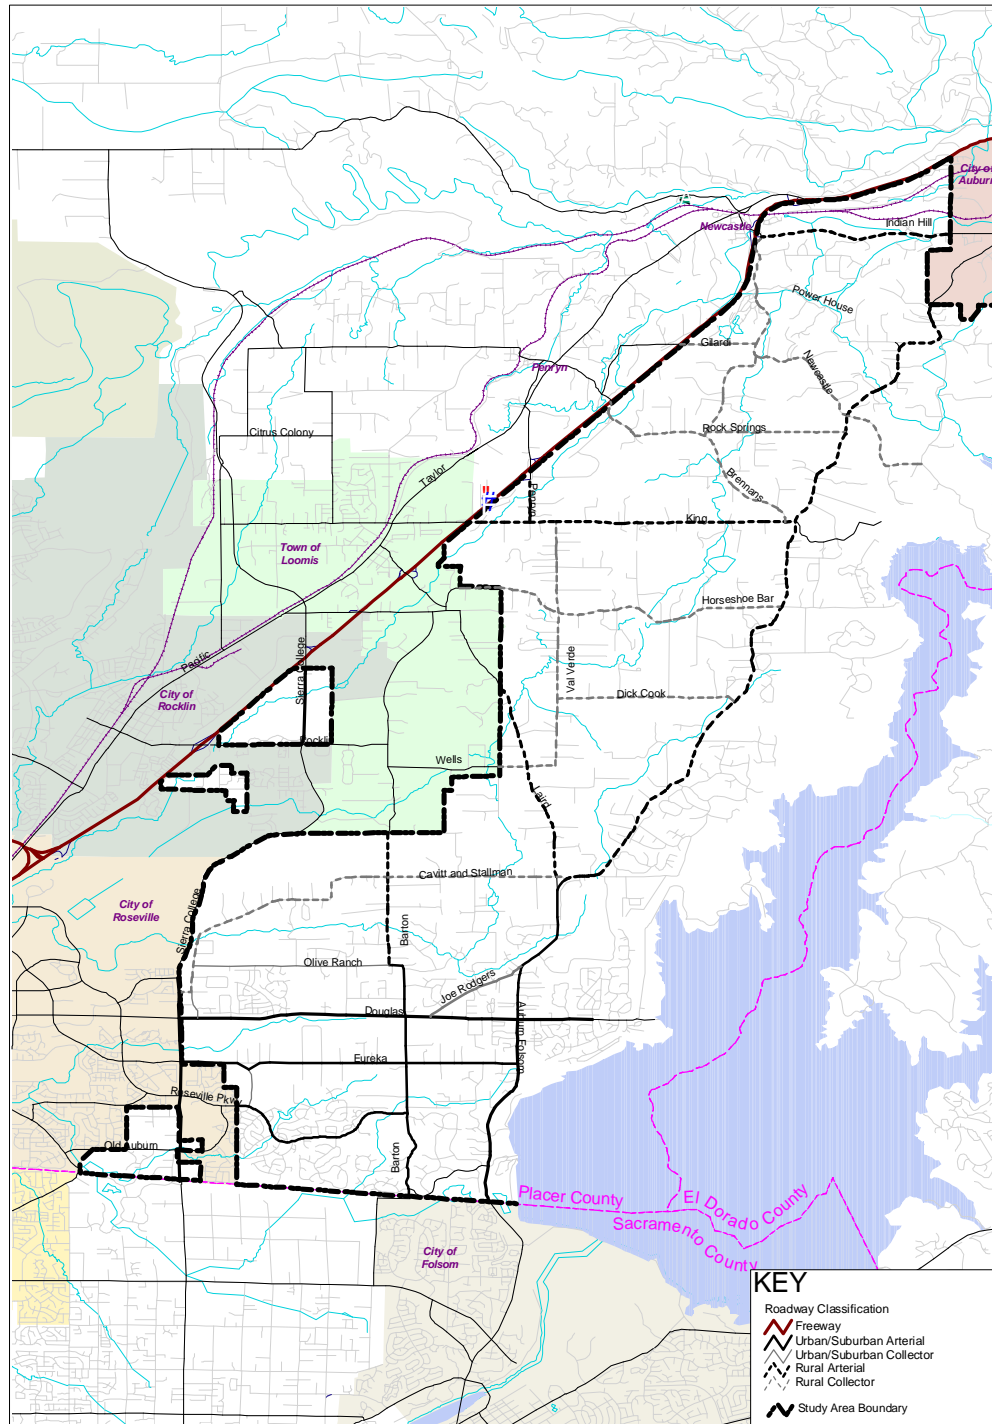 City of
Auburn
Indian Hill
Newcastle
Power House
Gilardi
Newcastle
Penryn
Rock Springs
Citrus Colony
Taylor
Brennans
Penryn
King
Town of
Loomis
Horseshoe Bar
Val Verde
Pacific
Sierra College
City of
Rocklin
Dick Cook
Rocklin
Wells
Laird
Cavitt and Stallman
City of
Roseville
Sierra College
Barton
Olive Ranch
Joe Rodgers
Douglas
Auburn Folsom
Eureka
Roseville Pkwy
Old Auburn
Barton
Placer County
El Dorado County
Sacramento County
City of
Folsom
KEY
Roadway Classification
Freeway
Urban/Suburban Arterial
Urban/Suburban Collector
Rural Arterial
Rural Collector
Study Area Boundary